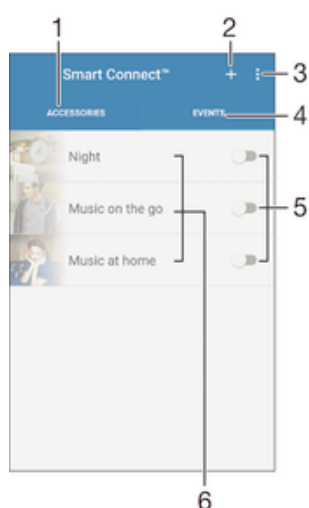 1
2
Smart Connect™ + 3
ACCESSORIES EVENTS 4
Night
Music on the go 5
Music at home
6